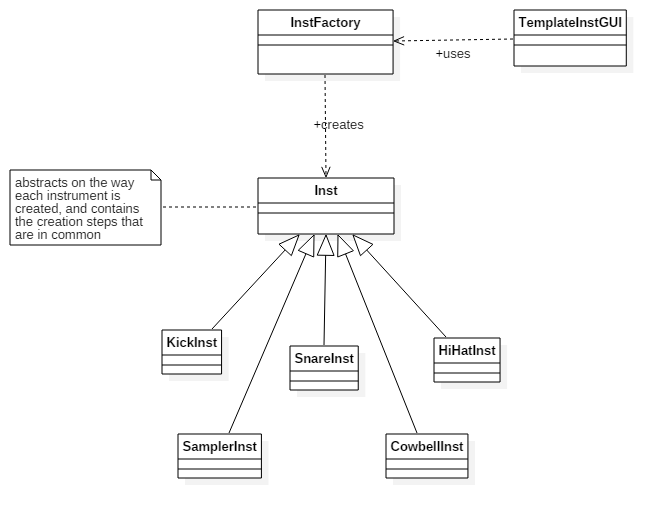 InstFactory
TemplateInstGUI
+uses
+creates
abstracts on the way
each instrument is
created, and contains
the creation steps that
are in common
Inst
KickInst
SnareInst
HiHatInst
SamplerInst
CowbellInst